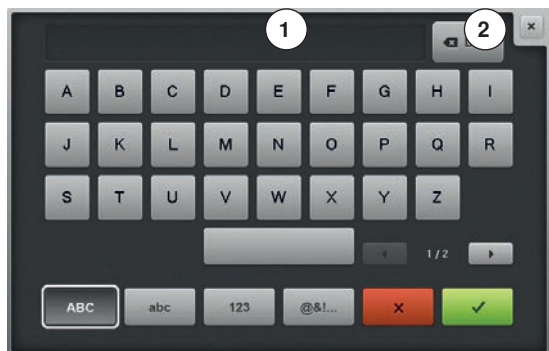 1 2 ×
A B C D E F G H I
J K L M N O P Q R
S T U V W X Y Z
1/2
ABC abc 123 @&!... × ✓